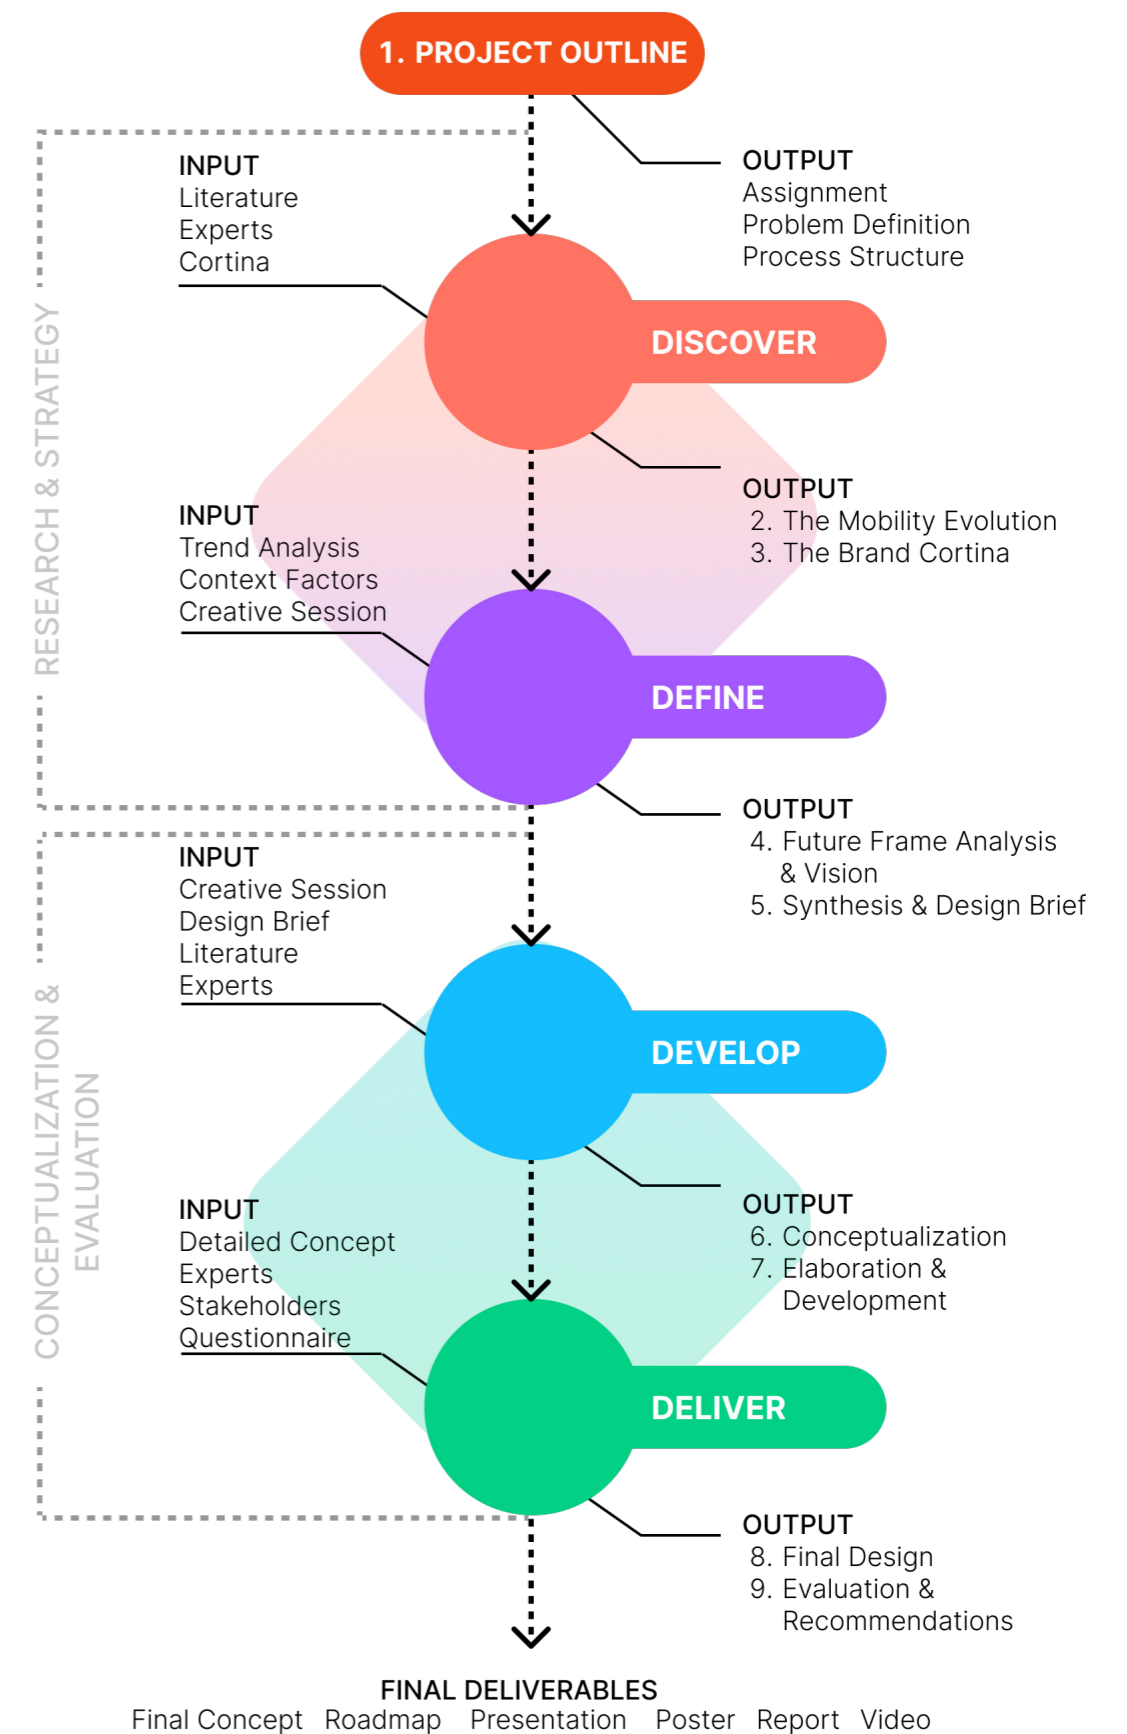 1. PROJECT OUTLINE
OUTPUT
Assignment
Problem Definition
Process Structure
INPUT
Literature
Experts
Cortina
DISCOVER
RESEARCH & STRATEGY
OUTPUT
2. The Mobility Evolution
3. The Brand Cortina
INPUT
Trend Analysis
Context Factors
Creative Session
DEFINE
OUTPUT
4. Future Frame Analysis
& Vision
5. Synthesis & Design Brief
INPUT
Creative Session
Design Brief
Literature
Experts
DEVELOP
CONCEPTUALIZATION &
EVALUATION
OUTPUT
6. Conceptualization
7. Elaboration &
Development
INPUT
Detailed Concept
Experts
Stakeholders
Questionnaire
DELIVER
OUTPUT
8. Final Design
9. Evaluation &
Recommendations
FINAL DELIVERABLES
Final Concept Roadmap Presentation Poster Report Video